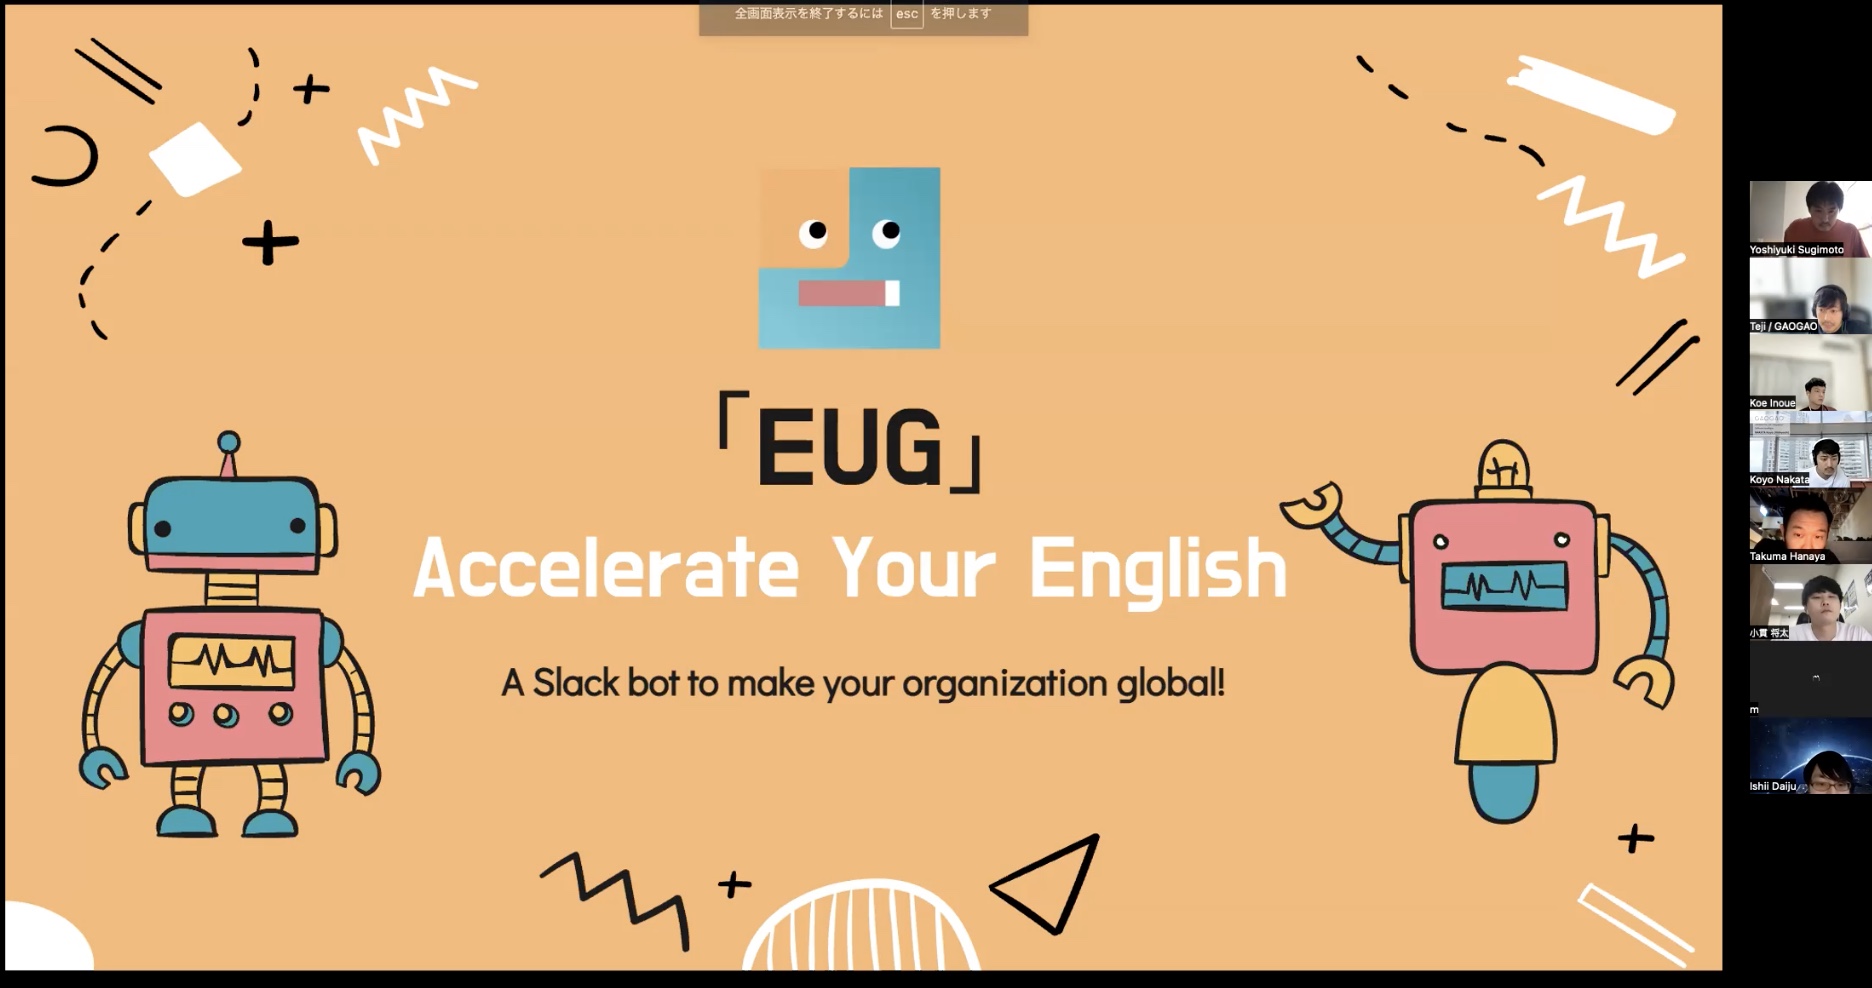 全画面表示を終了するには esc を押します
「EUG」
Accelerate Your English
A Slack bot to make your organization global!
Yoshiyuki Sugimoto
Teji / GAOGAO
Koe Inoue
Koyo Nakata
Takuma Hanaya
小貫 将太
m
Ishii Daiju